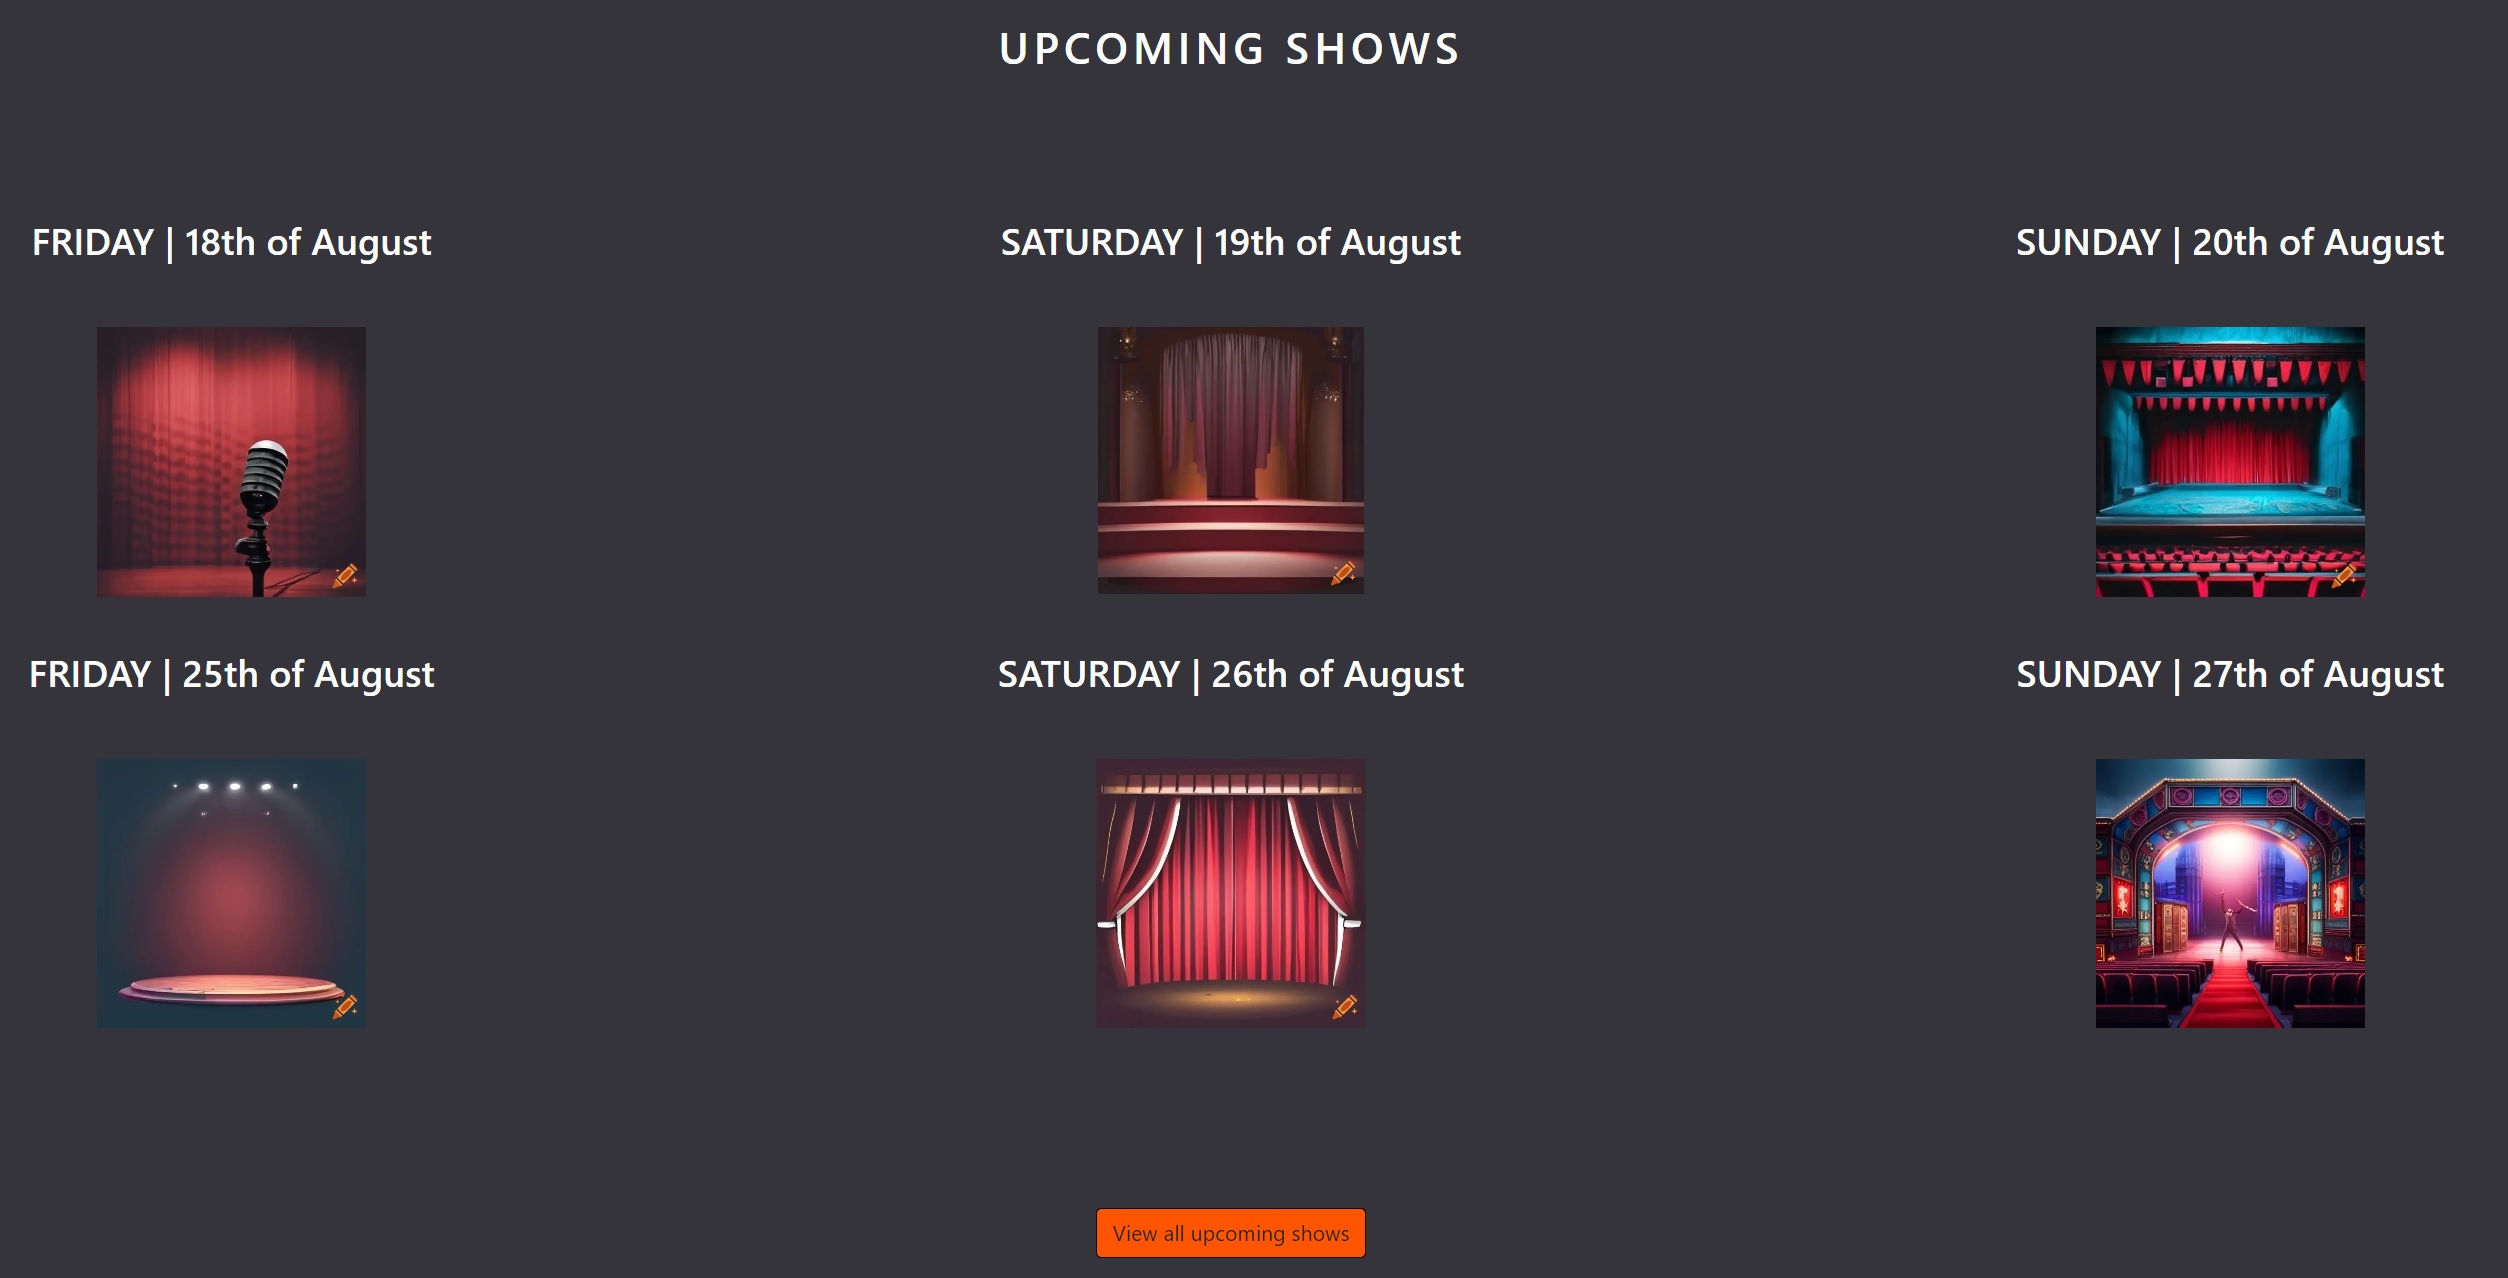 UPCOMING SHOWS
FRIDAY | 18th of August
SATURDAY | 19th of August
SUNDAY | 20th of August
FRIDAY | 25th of August
SATURDAY | 26th of August
SUNDAY | 27th of August
View all upcoming shows